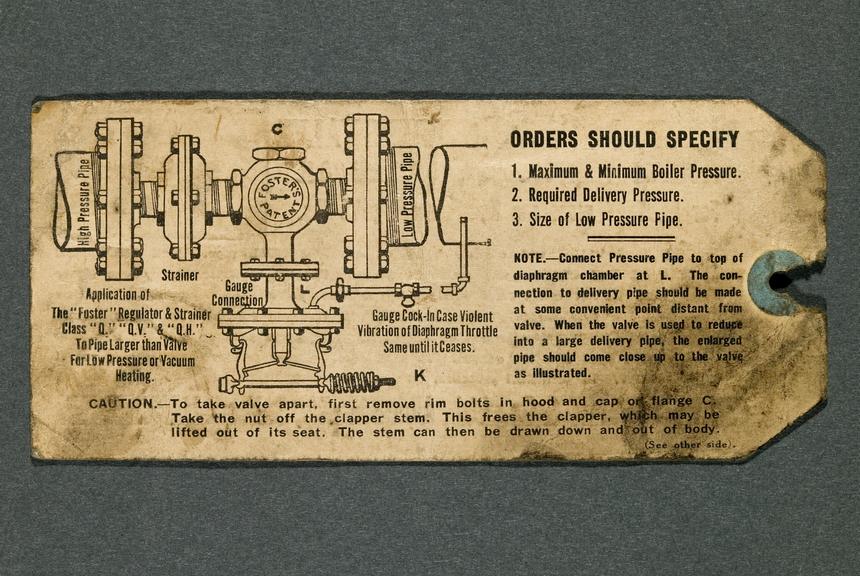 C
High Pressure Pipe
FOSTER'S
PATENT
Low Pressure Pipe
Strainer
Gauge
Connection
L
Application of
The "Foster" Regulator & Strainer
Class "Q." "Q.V." & "Q.H."
To Pipe Larger than Valve
For Low Pressure or Vacuum
Heating.
Gauge Cock-In Case Violent
Vibration of Diaphragm Throttle
Same until it Ceases.
K
ORDERS SHOULD SPECIFY
1. Maximum & Minimum Boiler Pressure.
2. Required Delivery Pressure.
3. Size of Low Pressure Pipe.
NOTE.—Connect Pressure Pipe to top of
diaphragm chamber at L. The con-
nection to delivery pipe should be made
at some convenient point distant from
valve. When the valve is used to reduce
into a large delivery pipe, the enlarged
pipe should come close up to the valve
as illustrated.
CAUTION.—To take valve apart, first remove rim bolts in hood and cap or flange C.
Take the nut off the clapper stem. This frees the clapper, which may be
lifted out of its seat. The stem can then be drawn down and out of body.
(See other side).